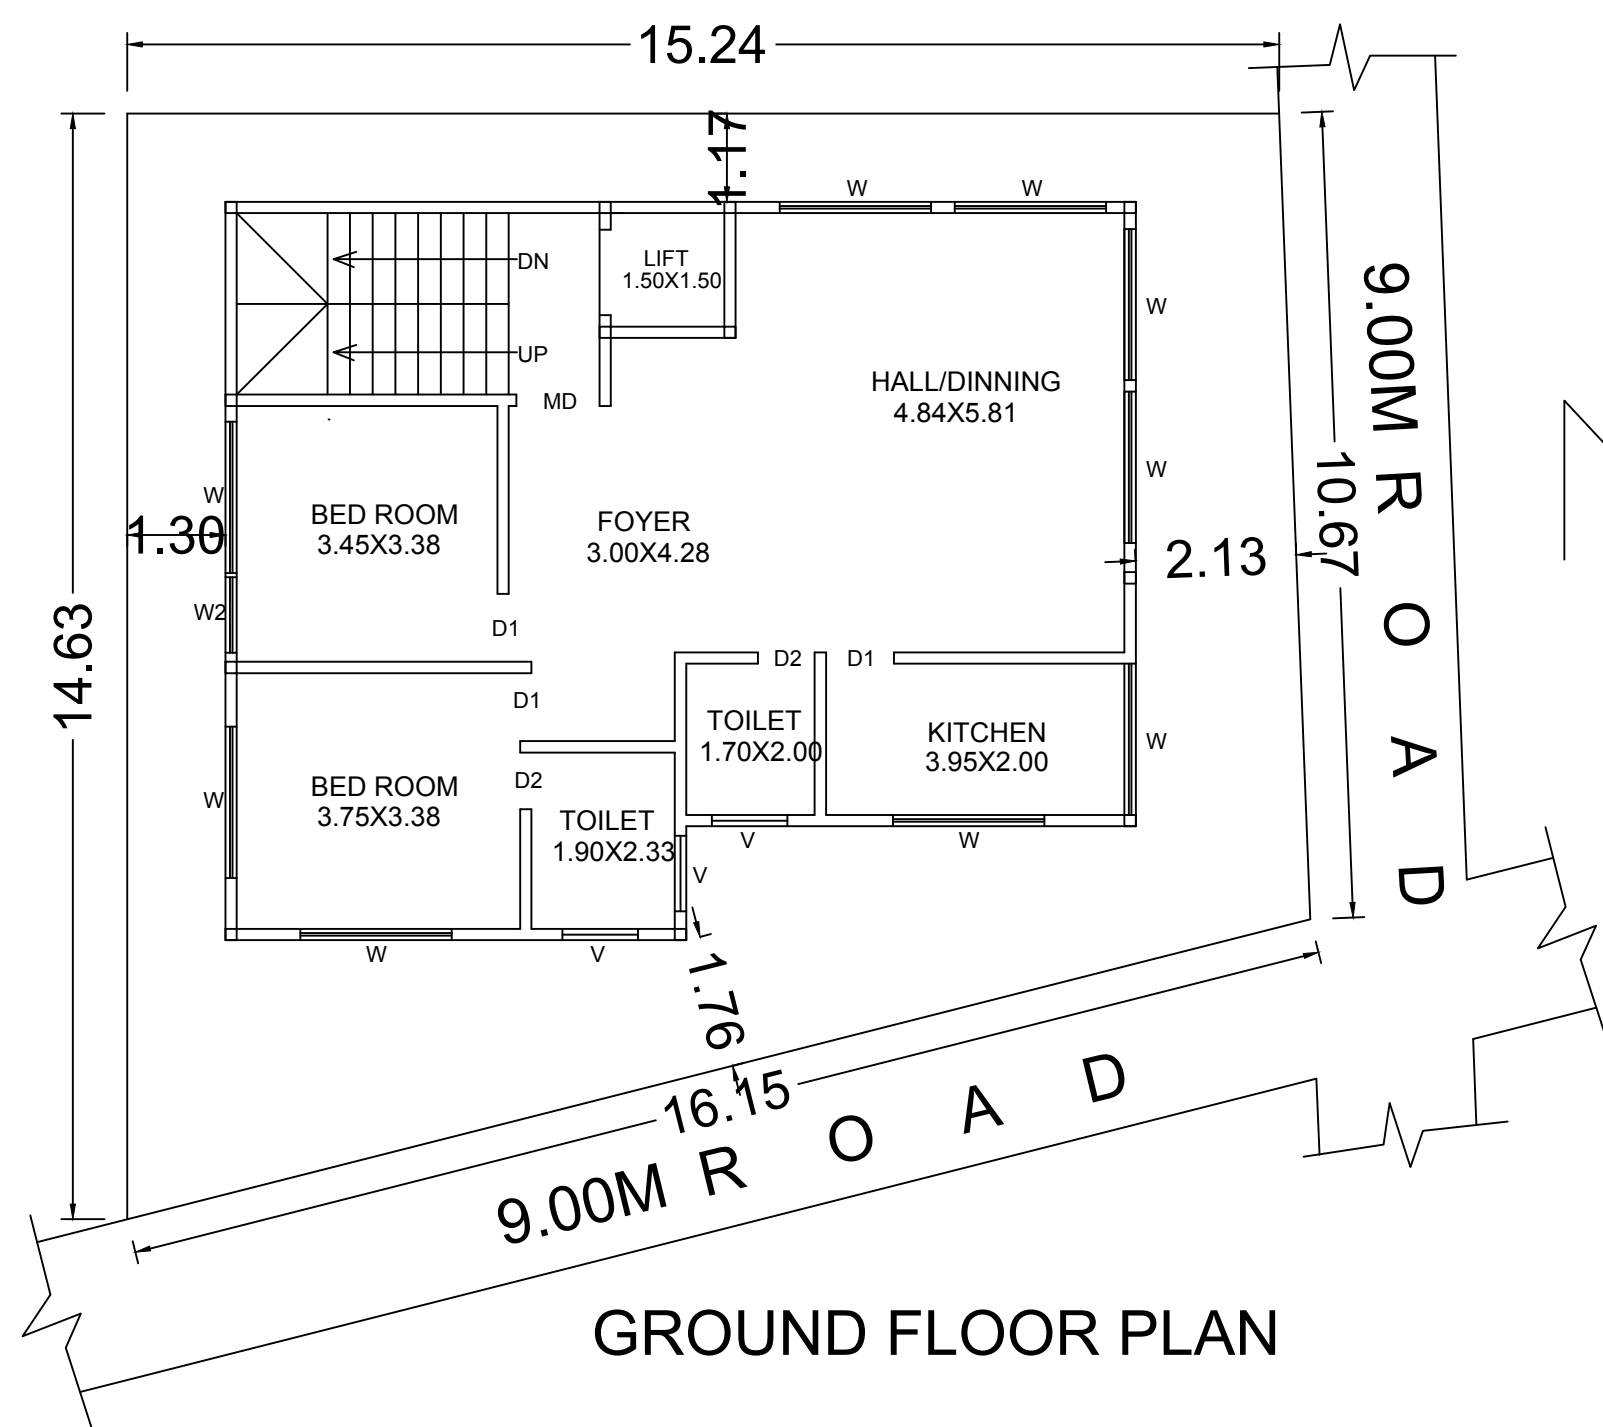 15.24
1.17
W
W
DN
LIFT
1.50X1.50
W
9.00M ROAD
UP
HALL/DINNING
4.84X5.81
MD
W
10.67
W
BED ROOM
3.45X3.38
FOYER
3.00X4.28
1.30
2.13
W2
D1
14.63
D2
D1
D1
TOILET
1.70X2.00
KITCHEN
3.95X2.00
W
D2
BED ROOM
3.75X3.38
W
TOILET
1.90X2.33
V
W
V
W
V
1.76
16.15
9.00M ROAD
GROUND FLOOR PLAN